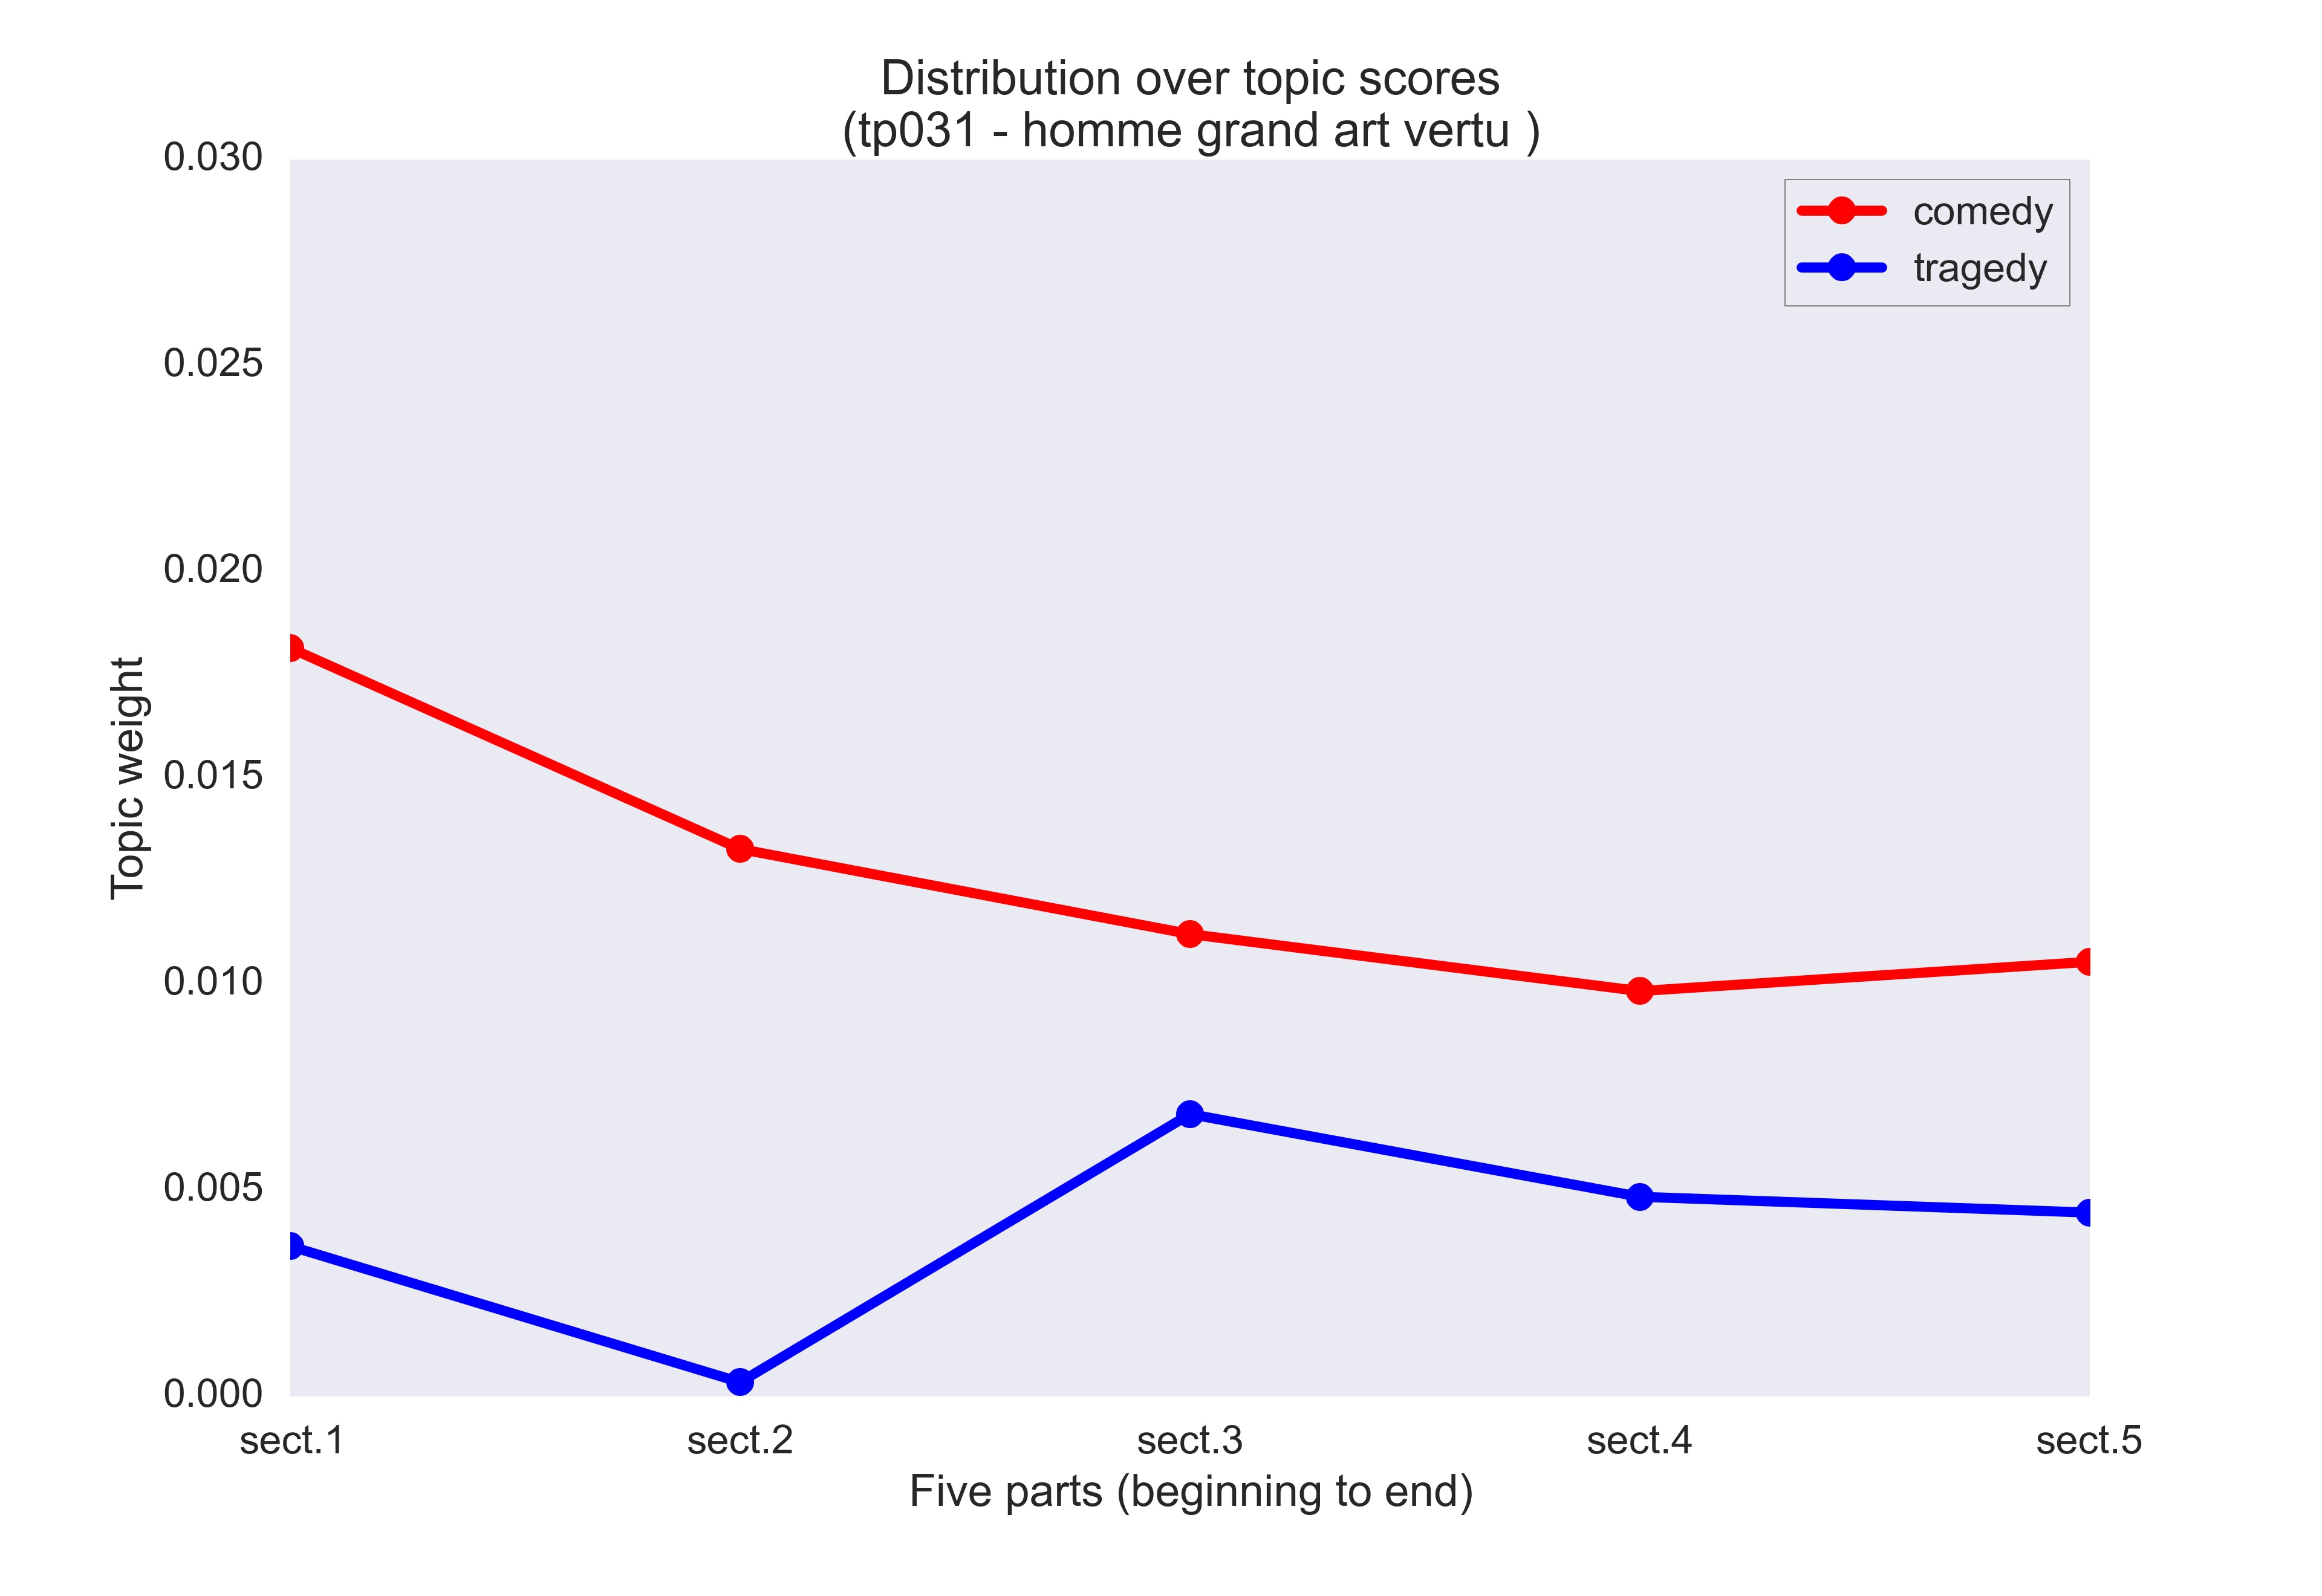 Distribution over topic scores
(tp031 - homme grand art vertu )
comedy
tragedy
Topic weight
0.030
0.025
0.020
0.015
0.010
0.005
0.000
sect.1 sect.2 sect.3 sect.4 sect.5
Five parts (beginning to end)